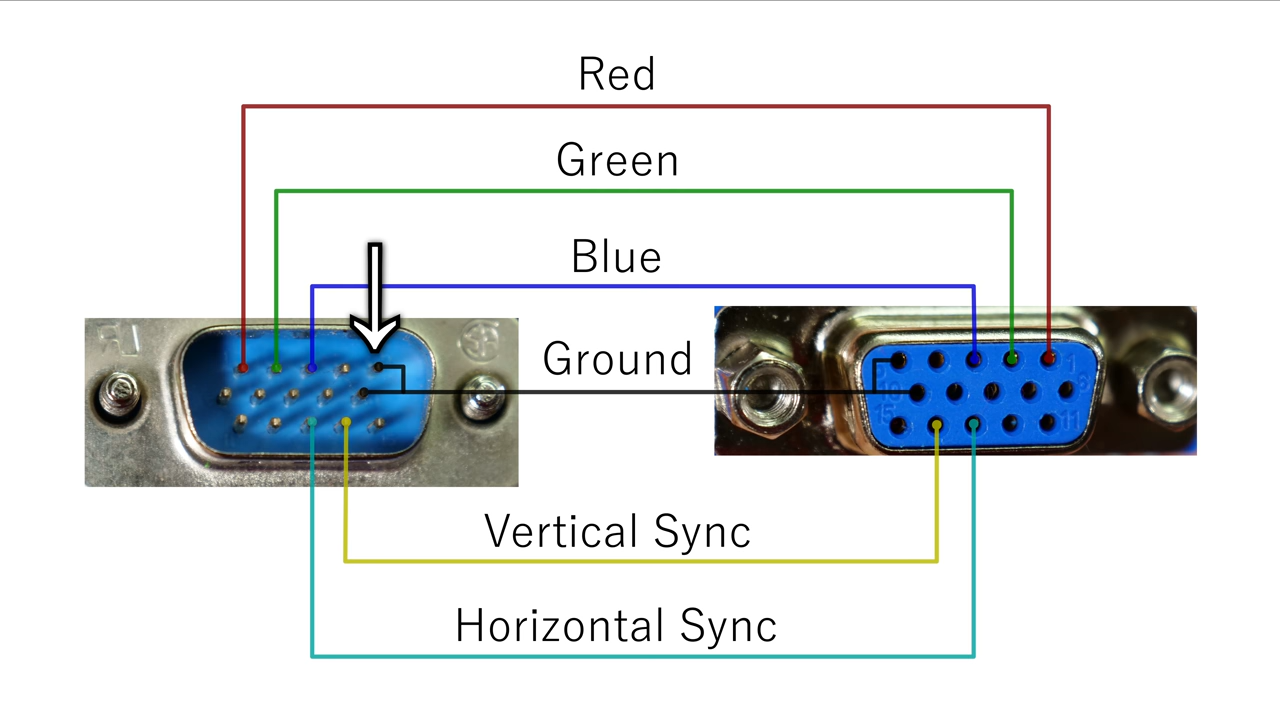 Red
Green
Blue
Ground
Vertical Sync
Horizontal Sync